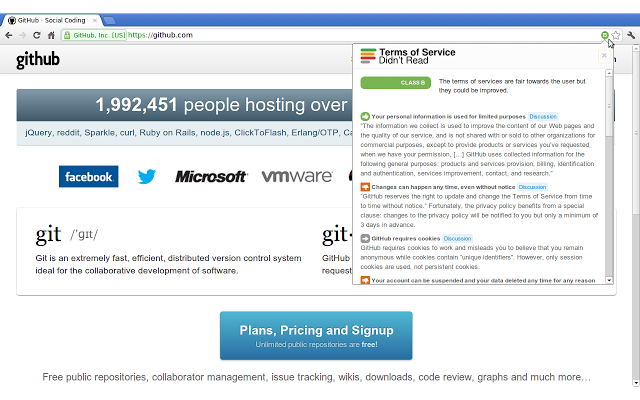 GitHub - Social Coding
GitHub, Inc. [US] https://github.com
github
1,992,451 people hosting over
jQuery, reddit, Sparkle, curl, Ruby on Rails, node.js, ClickToFlash, Erlang/OTP, Ca
facebook
Microsoft
vmware
git /'gɪt/
Git is an extremely fast, efficient, distributed version control system
ideal for the collaborative development of software.
git
GitHub
request
Plans, Pricing and Signup
Unlimited public repositories are free!
Free public repositories, collaborator management, issue tracking, wikis, downloads, code review, graphs and much more…
Terms of Service
Didn't Read
×
CLASS B
The terms of services are fair towards the user but
they could be improved.
Your personal information is used for limited purposes Discussion
"The information we collect is used to improve the content of our Web pages and
the quality of our service, and is not shared with or sold to other organizations for
commercial purposes, except to provide products or services you've requested,
when we have your permission, […] GitHub uses collected information for the
following general purposes: products and services provision, billing, identification
and authentication, services improvement, contact, and research."
Changes can happen any time, even without notice Discussion
"GitHub reserves the right to update and change the Terms of Service from time
to time without notice." Fortunately, the privacy policy benefits from a special
clause: changes to the privacy policy will be notified to you but only a minimum of
3 days in advance.
GitHub requires cookies Discussion
GitHub requires cookies to work and misleads you to believe that you remain
anonymous while cookies contain "unique identifiers". However, only session
cookies are used, not persistent cookies.
Your account can be suspended and your data deleted any time for any reason